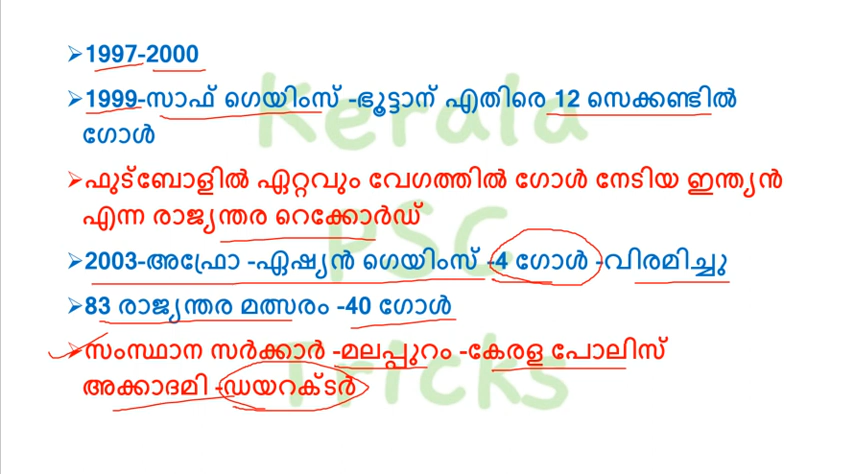 ➢1997-2000
➢1999-സാഫ് ഗെയിംസ് -ഭൂട്ടാന് എതിരെ 12 സെക്കണ്ടിൽ
ഗോൾ
➢ഫുട്ബോളിൽ ഏറ്റവും വേഗത്തിൽ ഗോൾ നേടിയ ഇന്ത്യൻ
എന്ന രാജ്യന്തര റെക്കോർഡ്
➢2003-അഫ്രോ -ഏഷ്യൻ ഗെയിംസ് -4 ഗോൾ -വിരമിച്ചു
➢83 രാജ്യന്തര മത്സരം -40 ഗോൾ
➢സംസ്ഥാന സർക്കാർ -മലപ്പുറം -കേരള പോലിസ്
അക്കാദമി -ഡയറക്ടർ
Kerala
PSC
Tricks